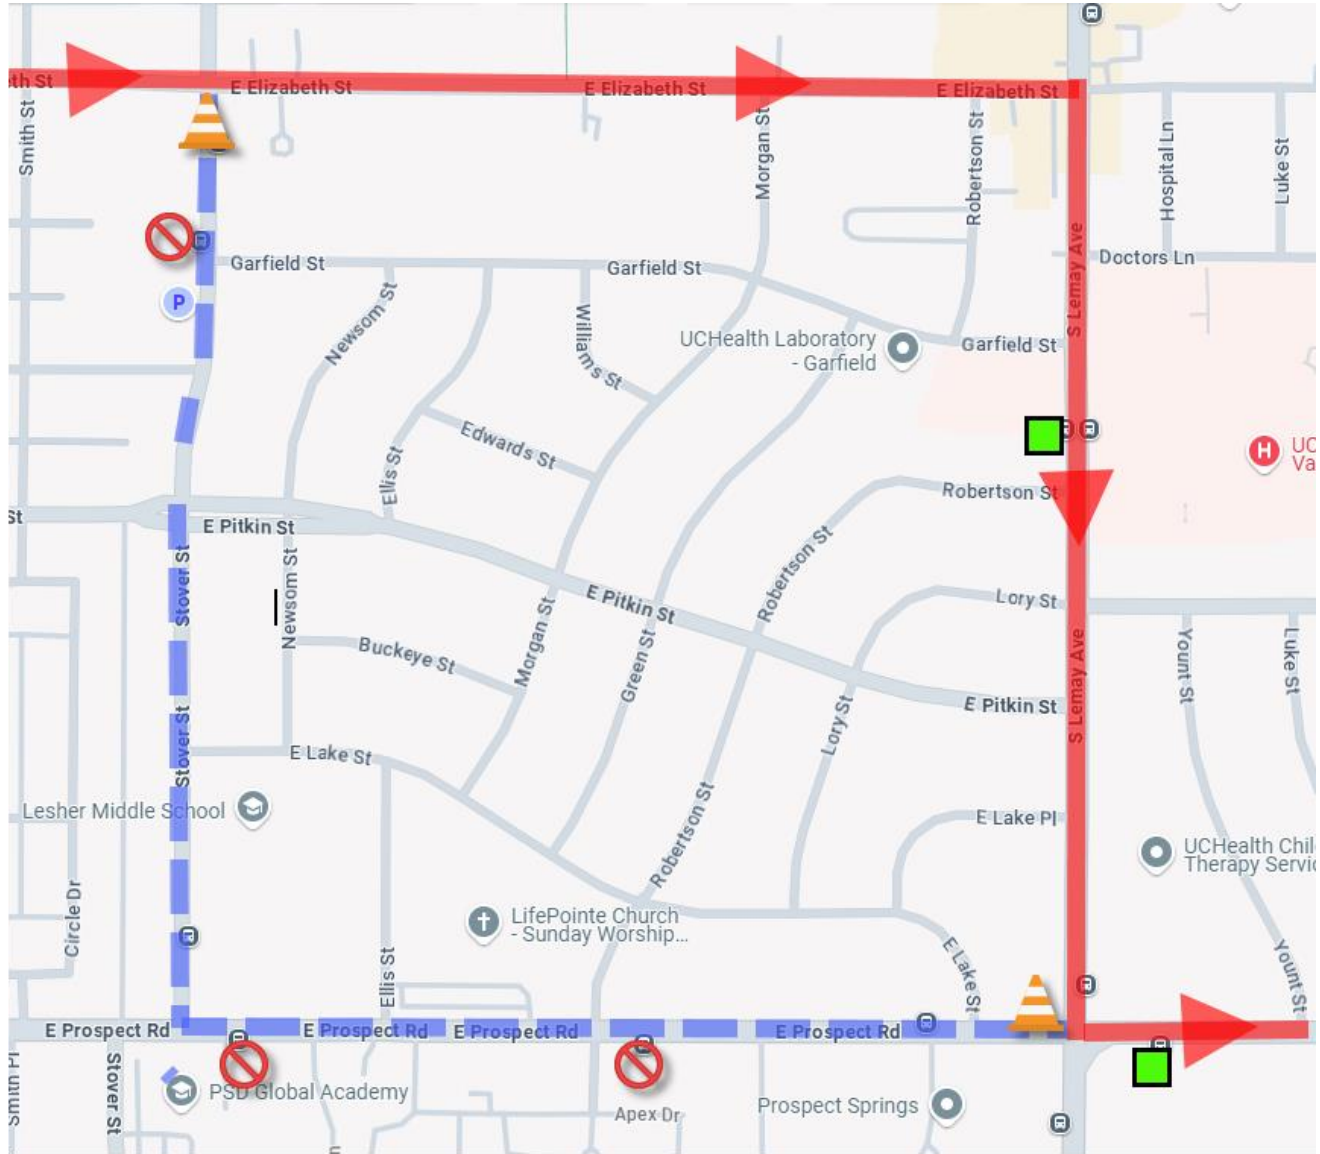 th St
E Elizabeth St
E Elizabeth St
E Elizabeth St
Smith St
Morgan St
Robertson St
Hospital Ln
Luke St
Garfield St
Garfield St
Doctors Ln
S Lemay Ave
P
Newsom St
Williams St
UCHealth Laboratory
- Garfield
Garfield St
Edwards St
Ellis St
H
UC
Va
Robertson St
St
E Pitkin St
Stover St
Newsom St
Robertson St
E Pitkin St
Lory St
Morgan St
Green St
Buckeye St
Yount St
Luke St
S Lemay Ave
E Pitkin St
Lory St
Stover St
E Lake St
Lesher Middle School
E Lake Pl
Robertson St
UCHealth Chil
Therapy Servic
Circle Dr
LifePointe Church
- Sunday Worship...
Ellis St
E Lake St
Yount St
E Prospect Rd
E Prospect Rd
E Prospect Rd
E Prospect Rd
Smith Pl
Stover St
PSD Global Academy
Apex Dr
Prospect Springs